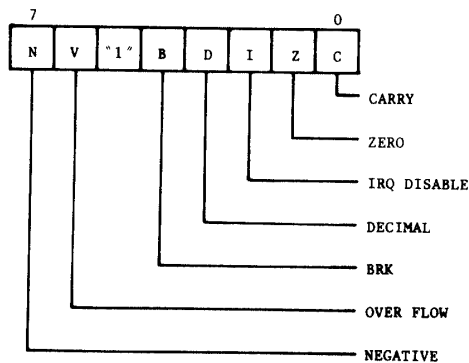 7 0
N V "1" B D I Z C
CARRY
ZERO
IRQ DISABLE
DECIMAL
BRK
OVER FLOW
NEGATIVE